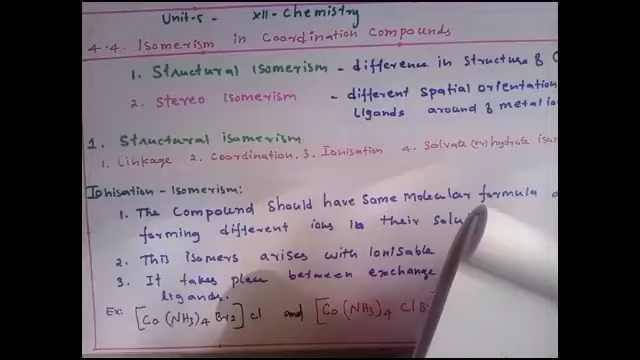 Unit-5 - XII-Chemistry
4.4. Isomerism in Coordination Compounds
1. Structural Isomerism - difference in structure of
2. Stereo Isomerism - different spatial orientation
Ligands around of metal ion
1. Structural isomerism
1. Linkage 2. Coordination. 3. Ionisation 4. Solvate (or) hydrate
Ionisation - Isomerism:
1. The Compound should have same molecular formula
forming different ions in their
2. This isomers arises with Ionisable
3. It takes place between exchange
ligands.
Ex: [Co (NH3)4 Br2] Cl and [Co (NH3)4 Cl Br